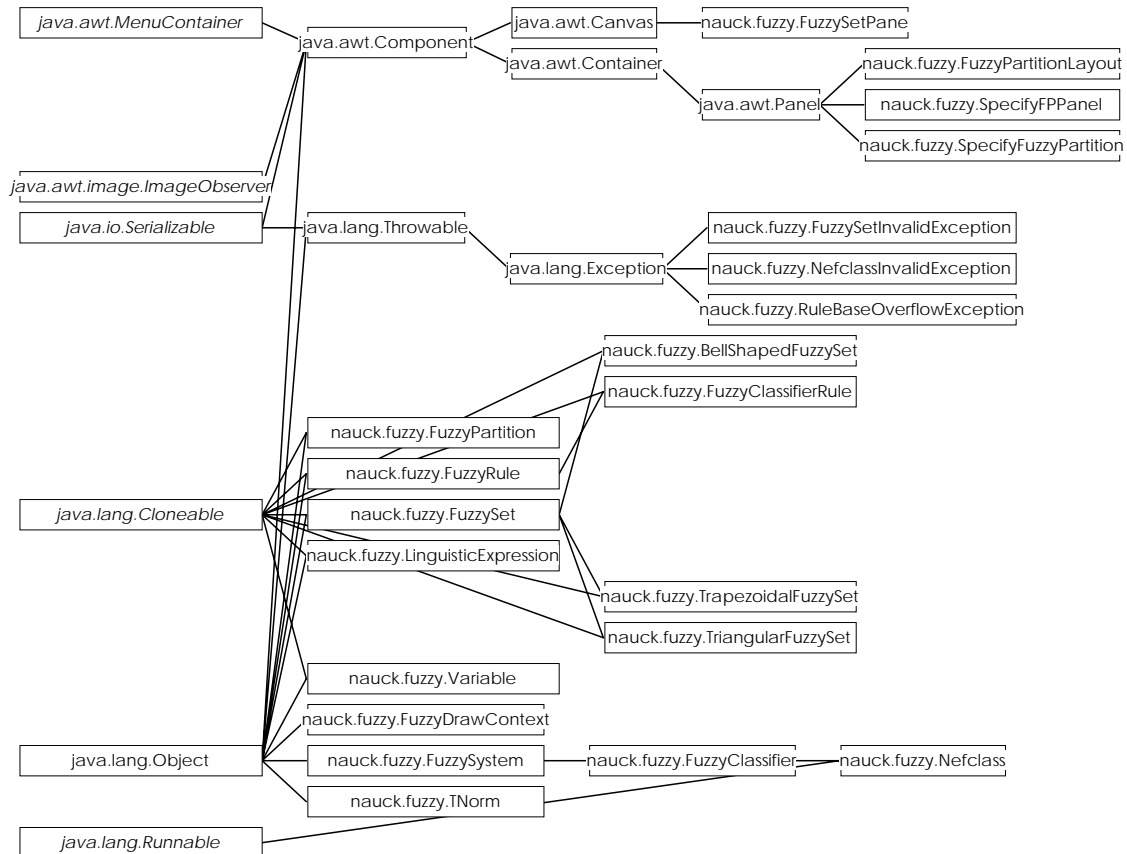 java.awt.MenuContainer
java.awt.Canvas
nauck.fuzzy.FuzzySetPane
java.awt.Component
java.awt.Container
nauck.fuzzy.FuzzyPartitionLayout
java.awt.Panel
nauck.fuzzy.SpecifyFPPanel
nauck.fuzzy.SpecifyFuzzyPartition
java.awt.image.ImageObserver
java.io.Serializable
java.lang.Throwable
nauck.fuzzy.FuzzySetInvalidException
java.lang.Exception
nauck.fuzzy.NefclassInvalidException
nauck.fuzzy.RuleBaseOverflowException
nauck.fuzzy.BellShapedFuzzySet
nauck.fuzzy.FuzzyClassifierRule
nauck.fuzzy.FuzzyPartition
nauck.fuzzy.FuzzyRule
java.lang.Cloneable
nauck.fuzzy.FuzzySet
nauck.fuzzy.LinguisticExpression
nauck.fuzzy.TrapezoidalFuzzySet
nauck.fuzzy.TriangularFuzzySet
nauck.fuzzy.Variable
nauck.fuzzy.FuzzyDrawContext
java.lang.Object
nauck.fuzzy.FuzzySystem
nauck.fuzzy.FuzzyClassifier
nauck.fuzzy.Nefclass
nauck.fuzzy.TNorm
java.lang.Runnable